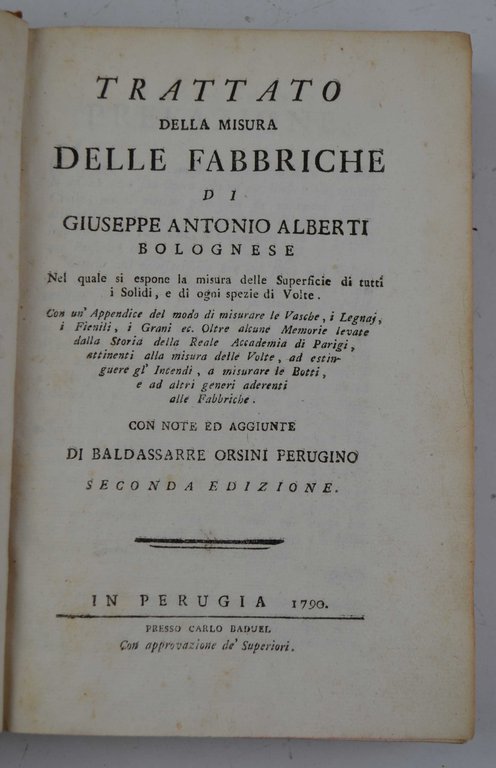 TRATTATO
DELLA MISURA
DELLE FABBRICHE
DI
GIUSEPPE ANTONIO ALBERTI
BOLOGNESE
Nel quale si espone la misura delle Superficie di tutti
i Solidi, e di ogni spezie di Volte.
Con un' Appendice del modo di misurare le Vasche, i Legnaj,
i Fienili, i Grani ec. Oltre alcune Memorie levate
dalla Storia della Reale Accademia di Parigi,
attinenti alla misura delle Volte, ad estin-
guere gl' Incendi, a misurare le Botti,
e ad altri generi aderenti
alle Fabbriche.
CON NOTE ED AGGIUNTE
DI BALDASSARRE ORSINI PERUGINO
SECONDA EDIZIONE.
IN PERUGIA 1790.
PRESSO CARLO BADUEL
Con approvazione de' Superiori.